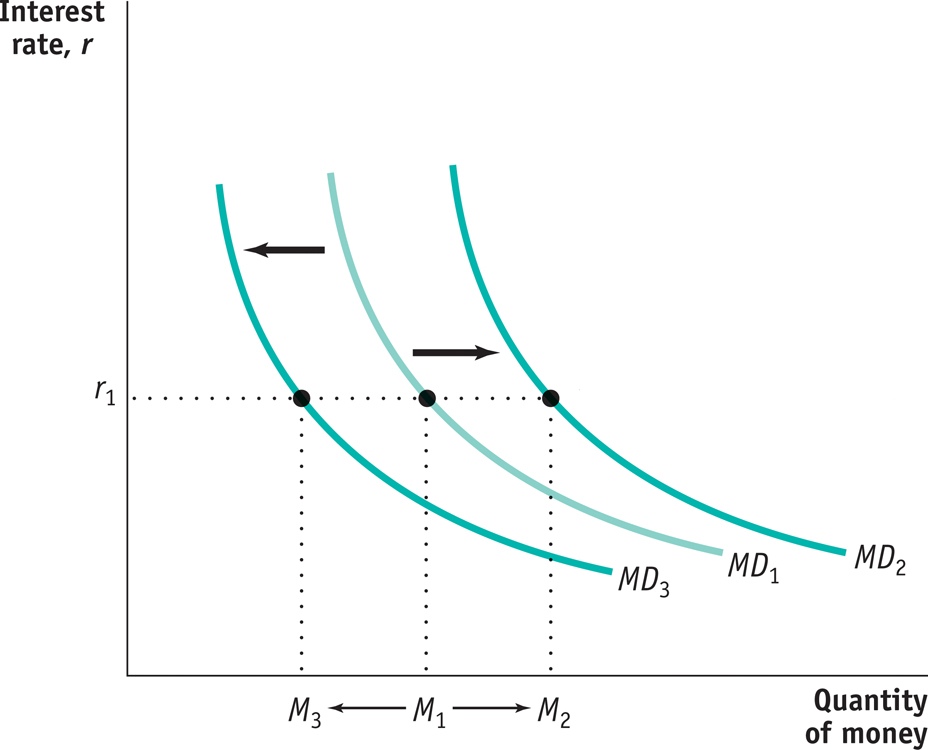 Interest
rate, r
r₁
MD₃
MD₁
MD₂
M₃ M₁ M₂
Quantity
of money